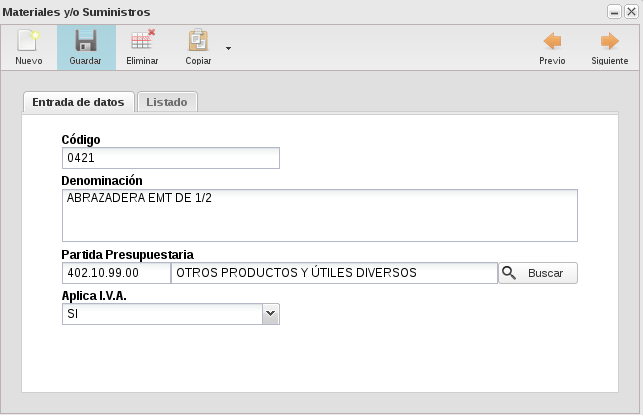 Materiales y/o Suministros
Nuevo Guardar Eliminar Copiar Previo Siguiente
Entrada de datos Listado
Código
0421
Denominación
ABRAZADERA EMT DE 1/2
Partida Presupuestaria
402.10.99.00 OTROS PRODUCTOS Y ÚTILES DIVERSOS Buscar
Aplica I.V.A.
SI